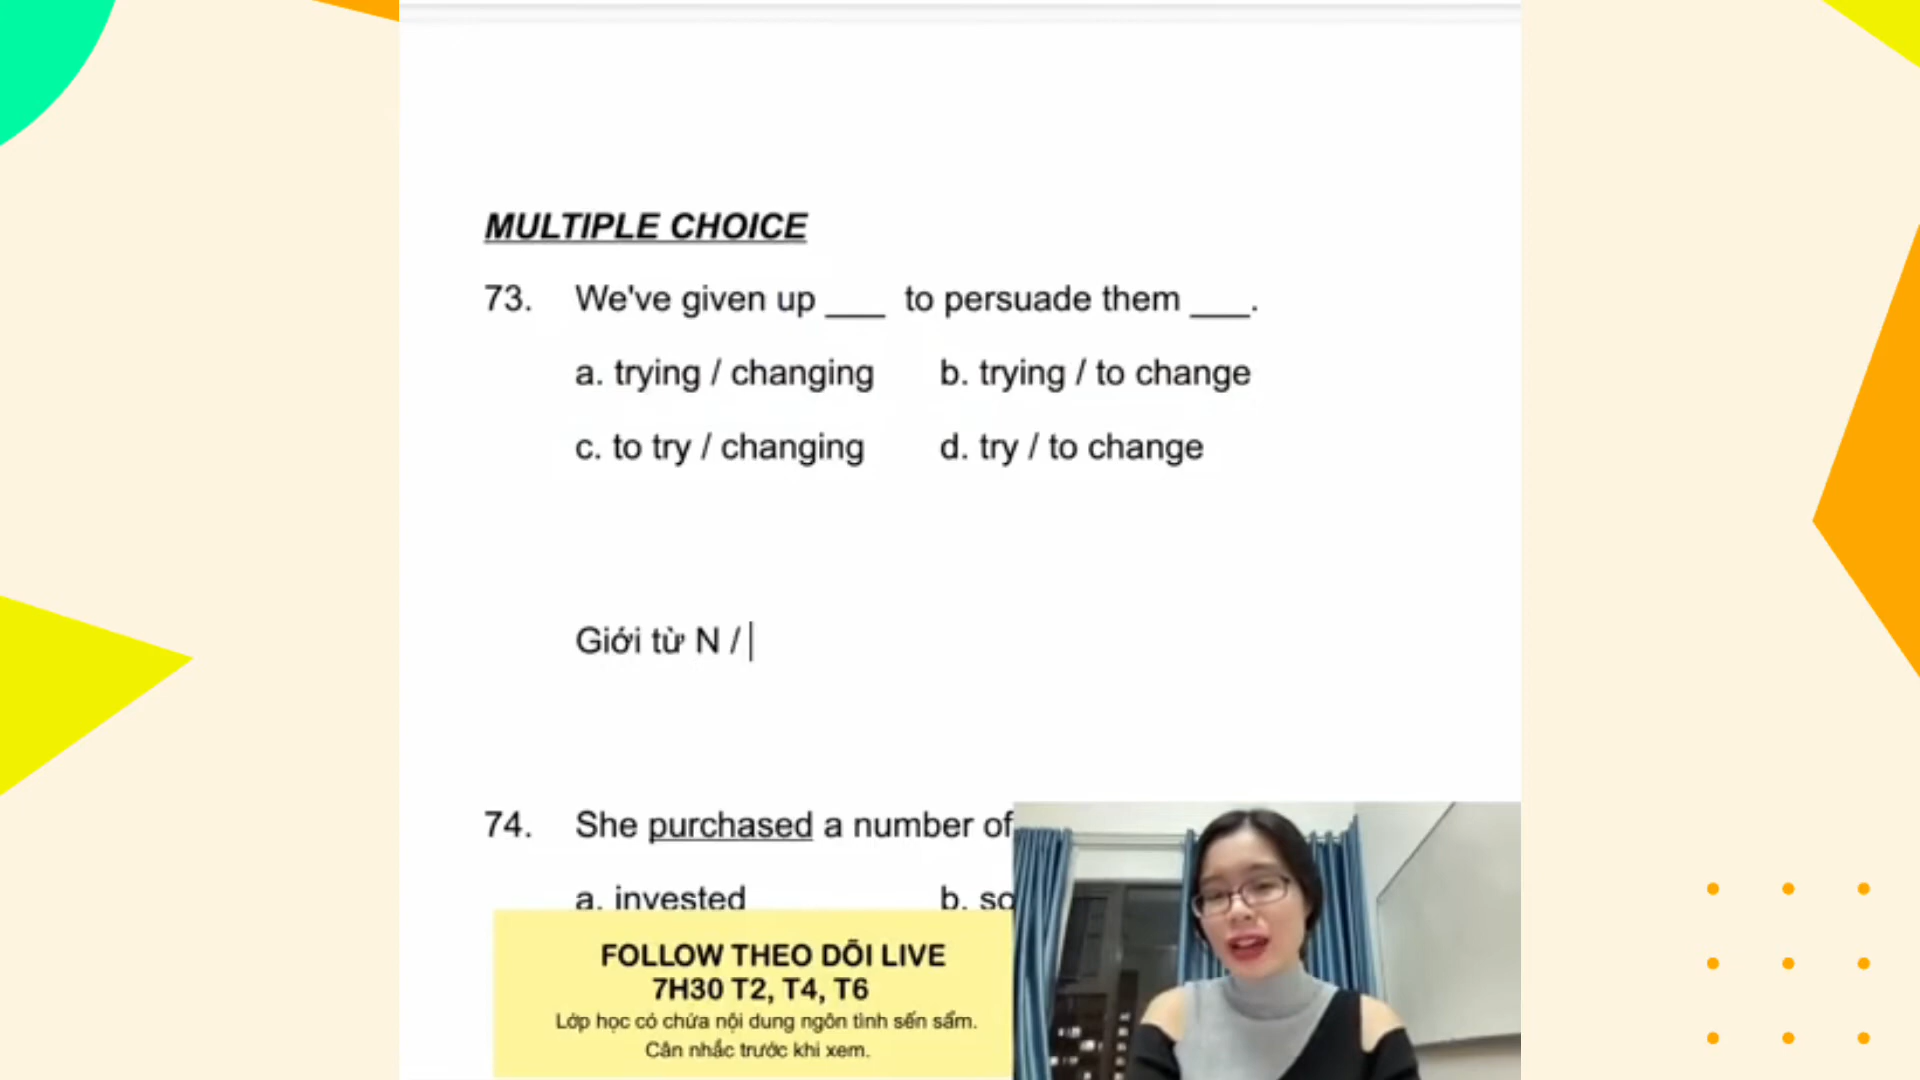 MULTIPLE CHOICE
73. We've given up ___ to persuade them ___.
a. trying / changing b. trying / to change
c. to try / changing d. try / to change
Giới từ N /
74. She purchased a number of
a. invested b. so
FOLLOW THEO DÕI LIVE
7H30 T2, T4, T6
Lớp học có chứa nội dung ngôn tình sến sẩm.
Cân nhắc trước khi xem.